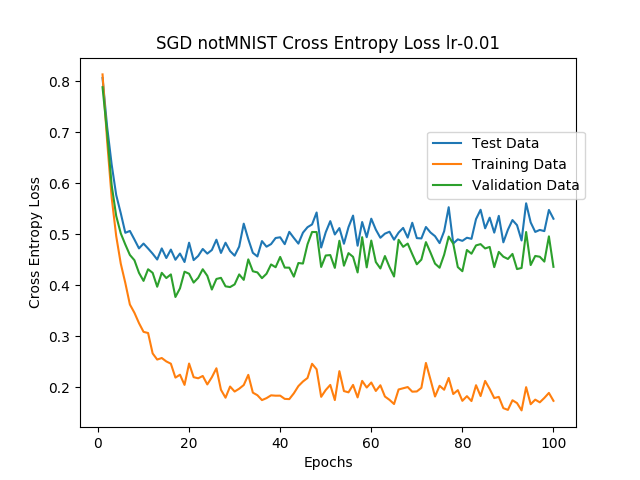 SGD notMNIST Cross Entropy Loss lr-0.01
0.8
0.7
0.6
0.5
0.4
0.3
0.2
Cross Entropy Loss
Test Data
Training Data
Validation Data
0 20 40 60 80 100
Epochs